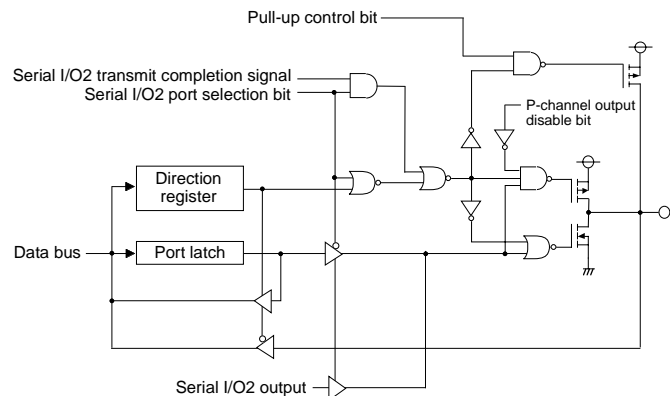 Pull-up control bit
Serial I/O2 transmit completion signal
Serial I/O2 port selection bit
P-channel output
disable bit
Direction
register
Data bus
Port latch
Serial I/O2 output